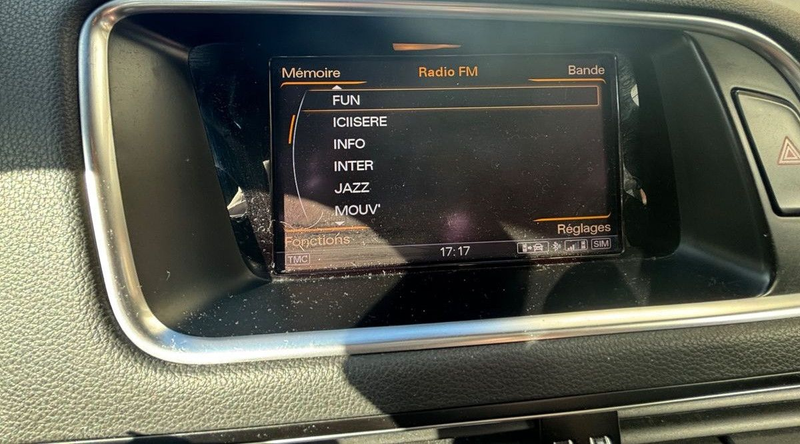 Mémoire Radio FM Bande
FUN
ICIISERE
INFO
INTER
JAZZ
MOUV'
Fonctions Réglages
TMC 17:17 SIM